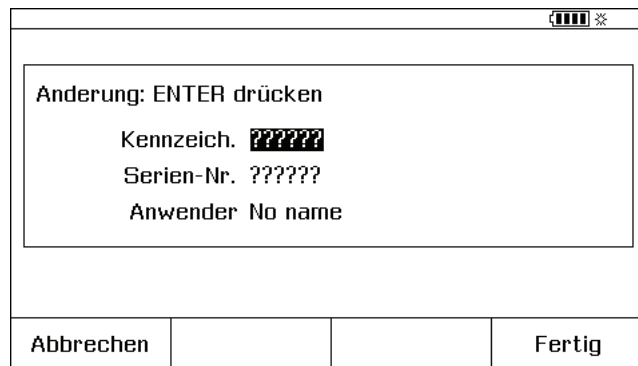 Anderung: ENTER drücken
Kennzeich. ??????
Serien-Nr. ??????
Anwender No name
Abbrechen Fertig